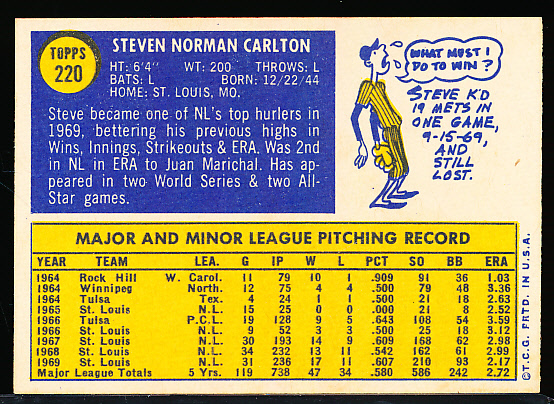 TOPPS
220
STEVEN NORMAN CARLTON
HT: 6'4" WT: 200 THROWS: L
BATS: L BORN: 12/22/44
HOME: ST. LOUIS, MO.
Steve became one of NL's top hurlers in
1969, bettering his previous highs in
Wins, Innings, Strikeouts & ERA. Was 2nd
in NL in ERA to Juan Marichal. Has ap-
peared in two World Series & two All-
Star games.
WHAT MUST I
DO TO WIN?
STEVE K'D
19 METS IN
ONE GAME,
9-15-69,
AND
STILL
LOST.
MAJOR AND MINOR LEAGUE PITCHING RECORD
YEAR TEAM LEA. G IP W L PCT SO BB ERA
1964 Rock Hill W. Carol. 11 79 10 1 .909 91 36 1.03
1964 Winnipeg North. 12 75 4 4 .500 79 48 3.36
1964 Tulsa Tex. 4 24 1 1 .500 21 18 2.63
1965 St. Louis N.L. 15 25 0 0 .000 21 8 2.52
1966 Tulsa P.C.L. 19 128 9 5 .643 108 54 3.59
1966 St. Louis N.L. 9 52 3 3 .500 25 18 3.12
1967 St. Louis N.L. 30 193 14 9 .609 168 62 2.98
1968 St. Louis N.L. 34 232 13 11 .542 162 61 2.99
1969 St. Louis N.L. 31 236 17 11 .607 210 93 2.17
Major League Totals 5 Yrs. 119 738 47 34 .580 586 242 2.72
©T.C.G. PRTD. IN U.S.A.